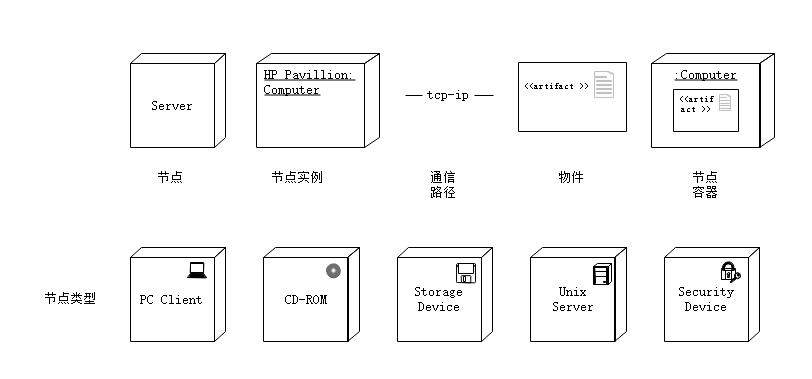 Server
HP Pavillion:
Computer
tcp-ip
<<artifact >>
:Computer
<<artif
act >>
节点
节点实例
通信
路径
物件
节点
容器
节点类型
PC Client
CD-ROM
Storage
Device
Unix
Server
Security
Device